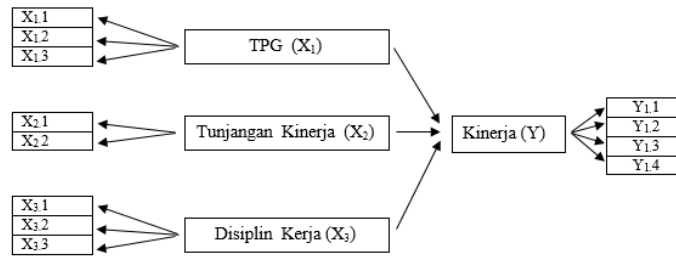 X1.1
X1.2
X1.3
TPG (X1)
X2.1
X2.2
Tunjangan Kinerja (X2)
Kinerja (Y)
Y1.1
Y1.2
Y1.3
Y1.4
X3.1
X3.2
X3.3
Disiplin Kerja (X3)